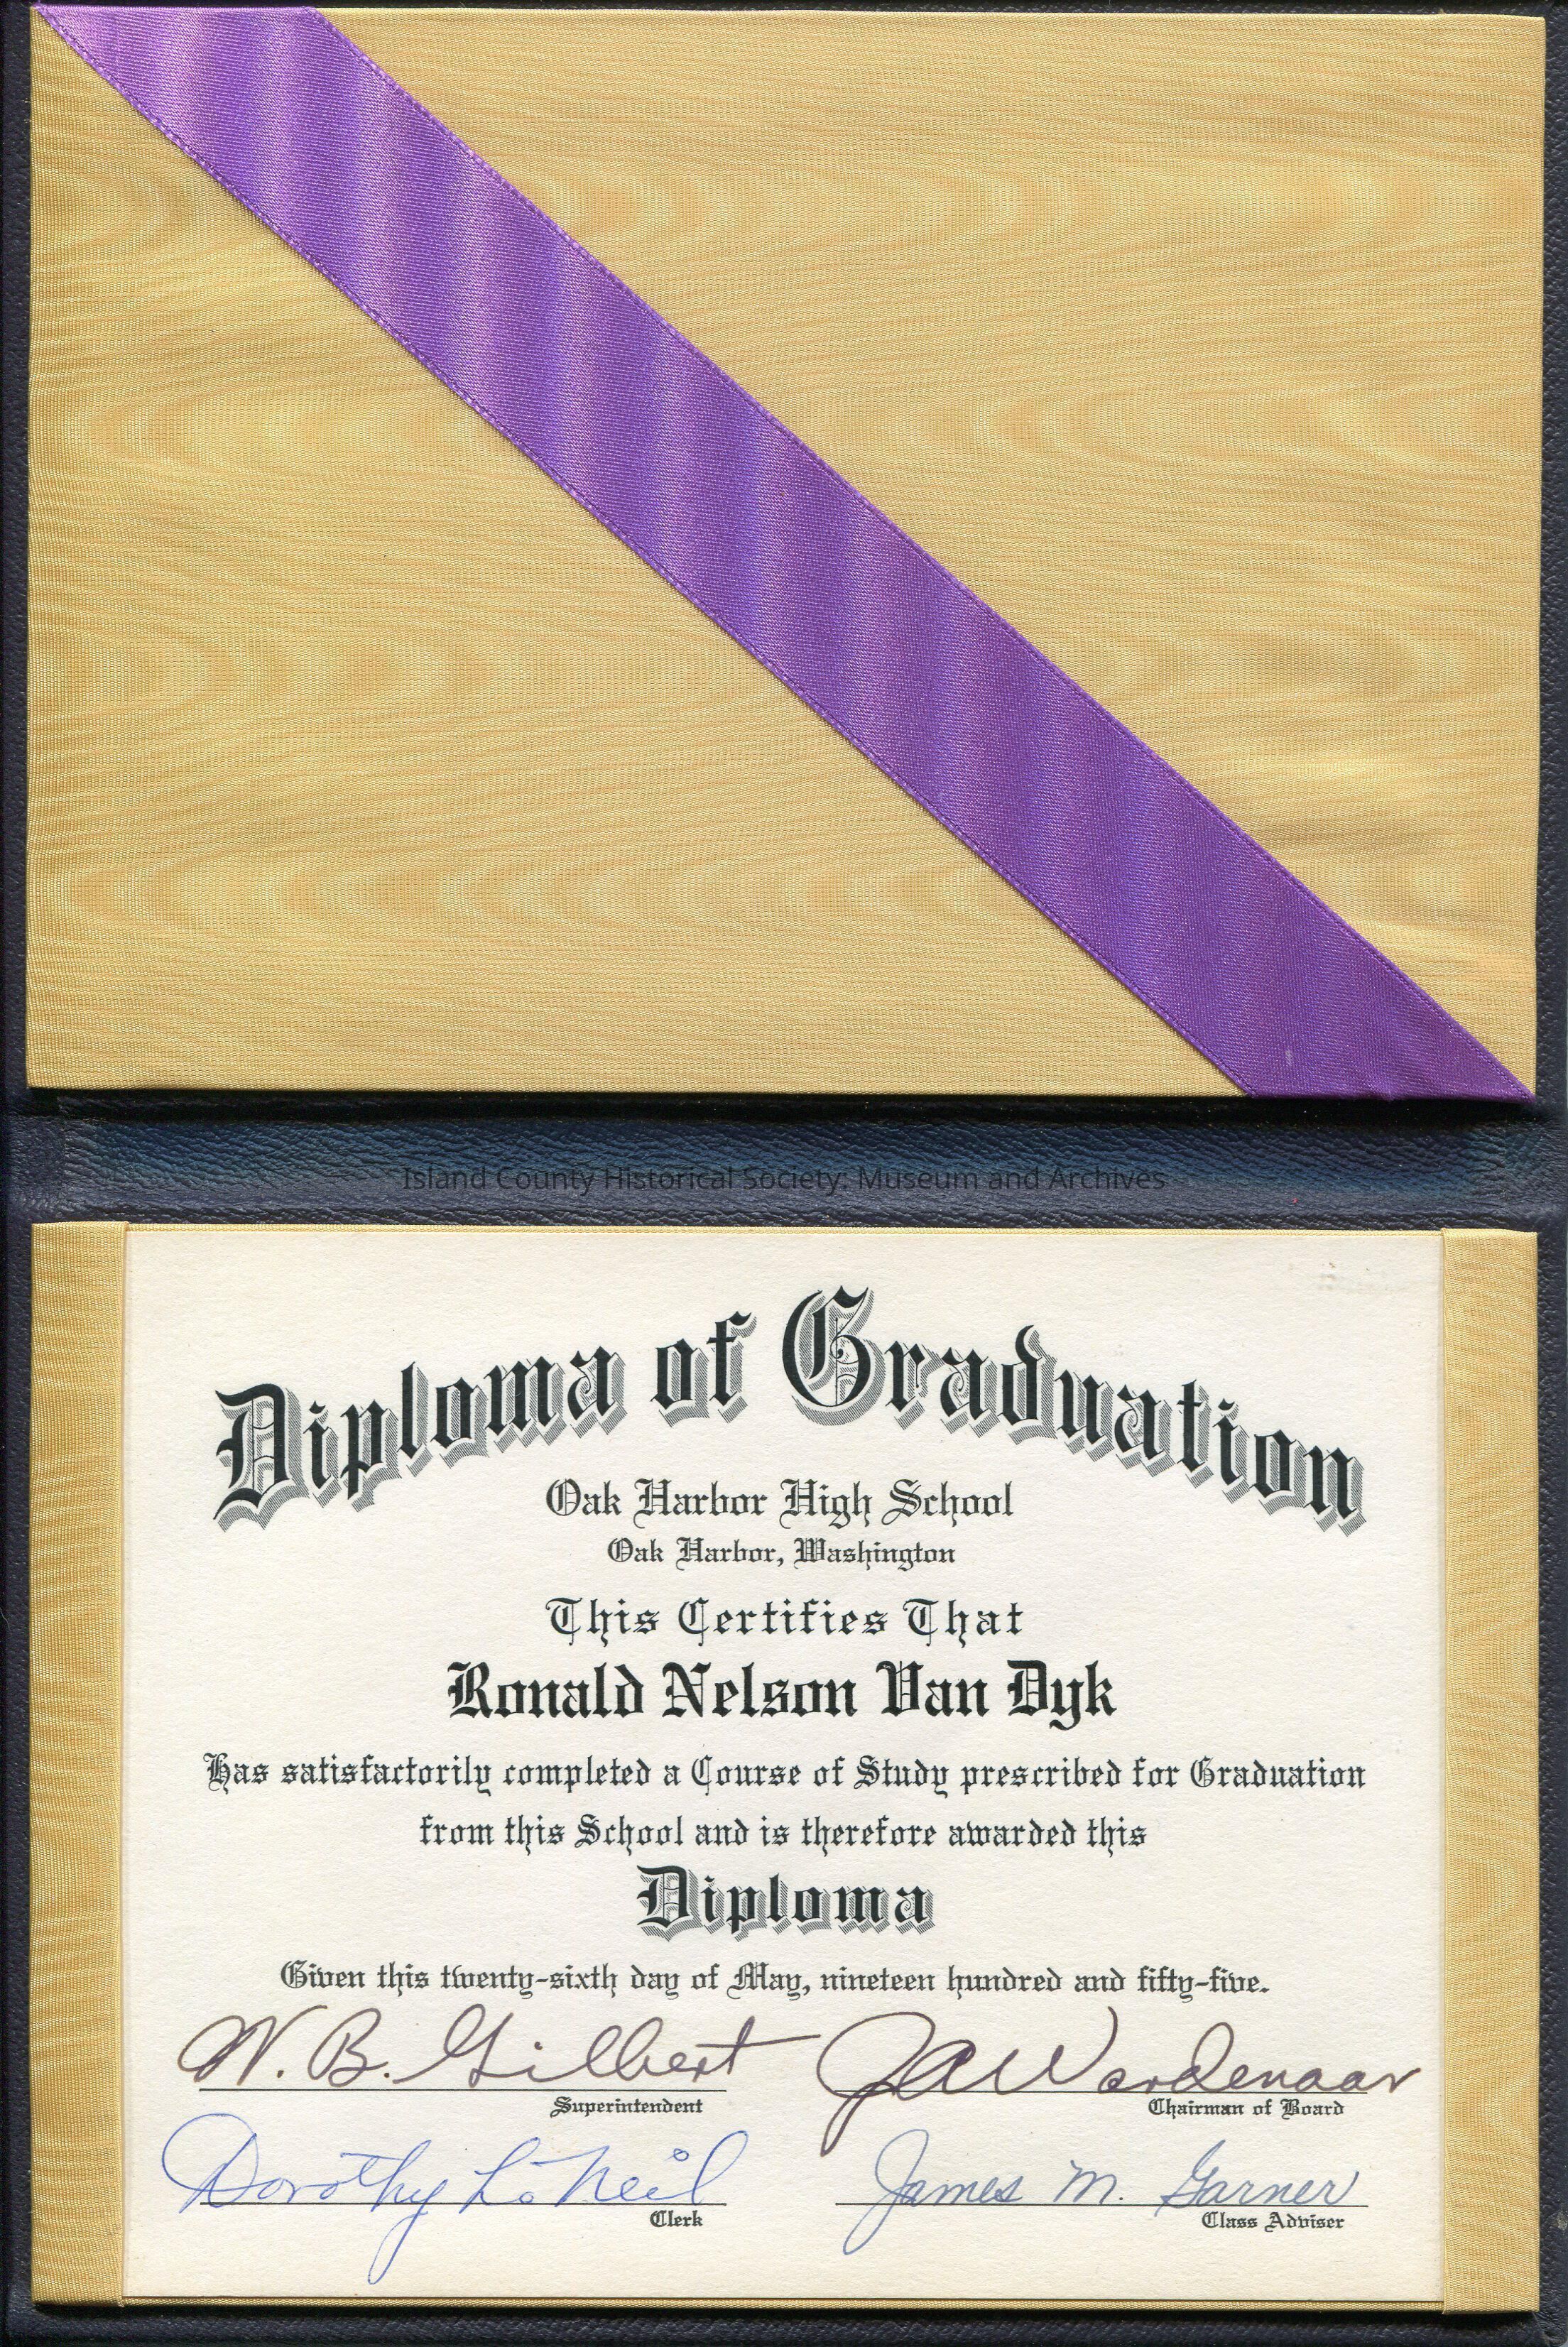 Island County Historical Society: Museum and Archives
Diploma of Graduation
Oak Harbor High School
Oak Harbor, Washington
This Certifies That
Ronald Nelson Van Dyk
Has satisfactorily completed a Course of Study prescribed for Graduation
from this School and is therefore awarded this
Diploma
Given this twenty-sixth day of May, nineteen hundred and fifty-five.
W. B. Gilbert JA Wardenaar
Superintendent Chairman of Board
Dorothy L. Neil James M. Garner
Clerk Class Adviser